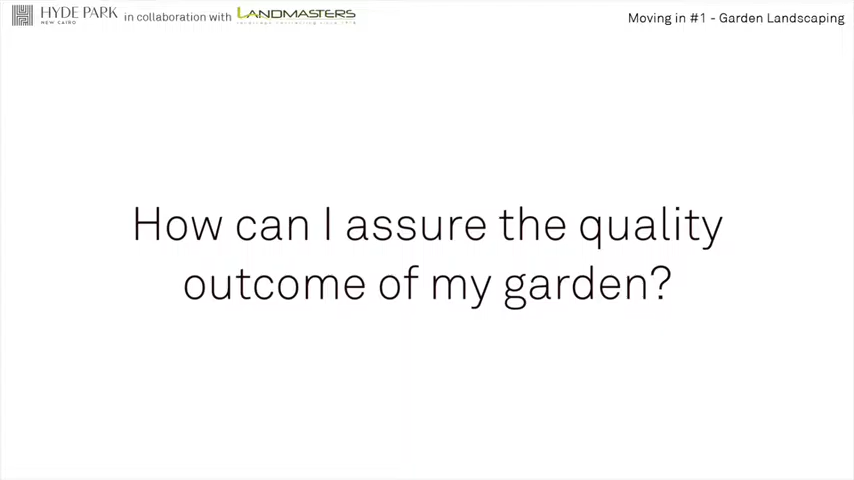 HYDE PARK
NEW CAIRO
in collaboration with
LANDMASTERS
Moving in #1 - Garden Landscaping
How can I assure the quality
outcome of my garden?